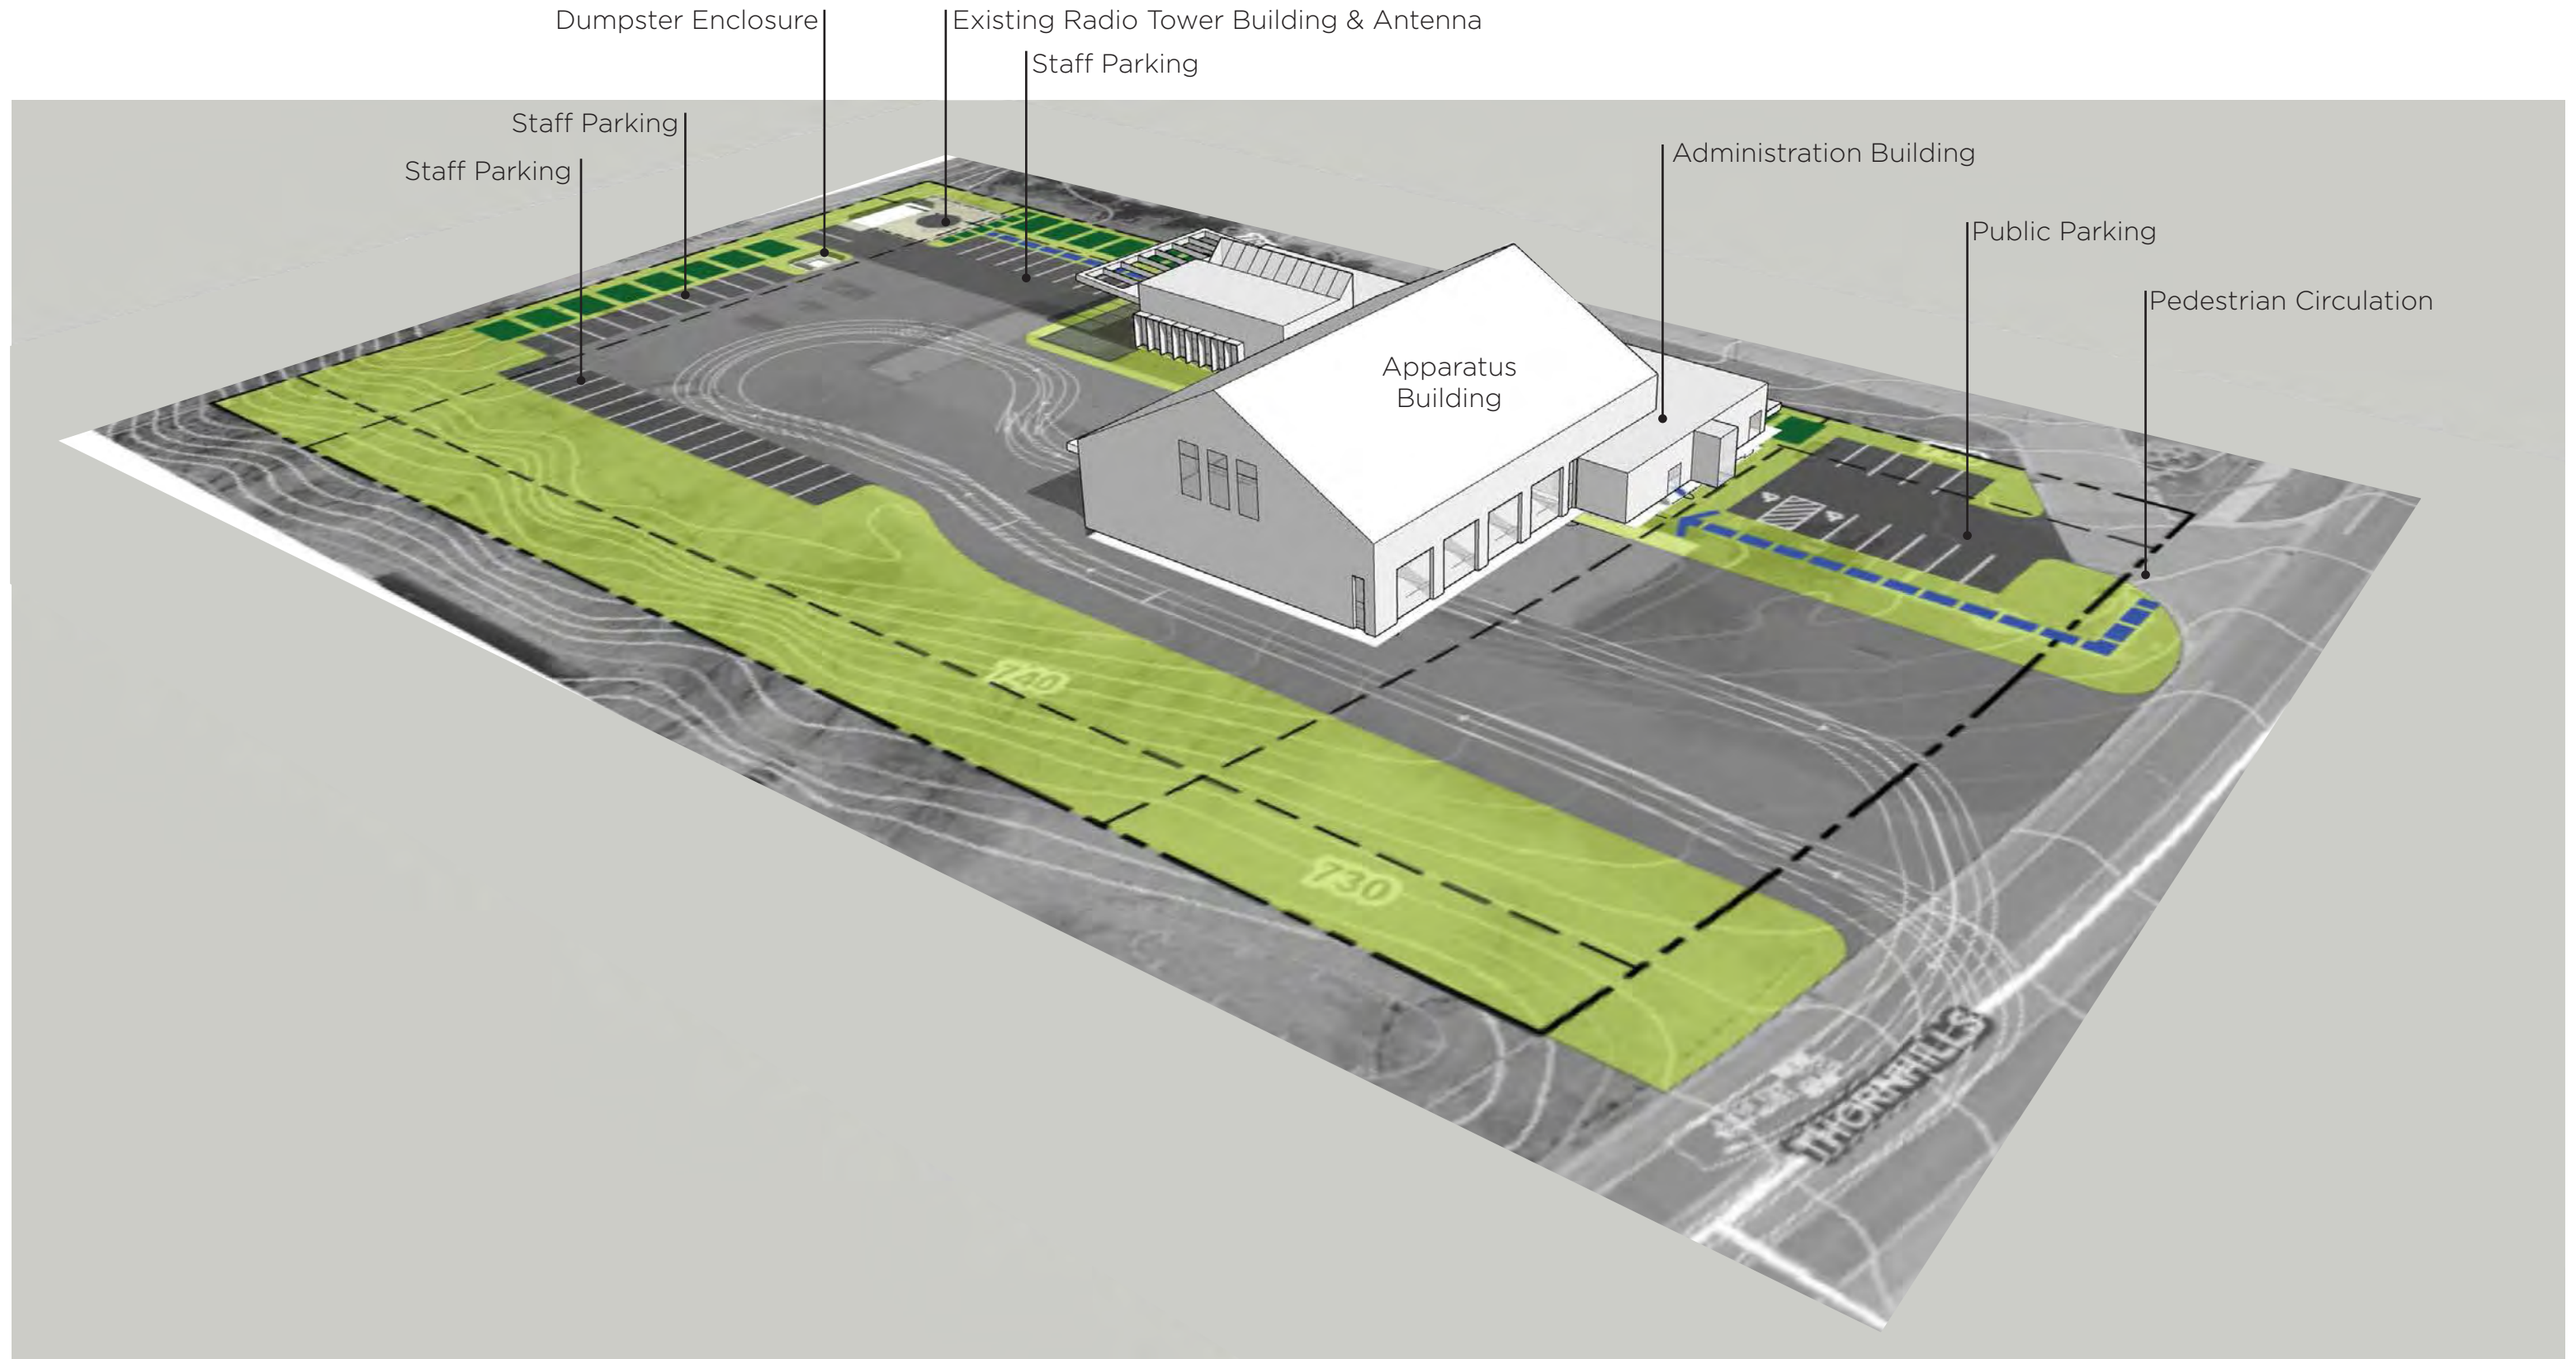 Dumpster Enclosure
Existing Radio Tower Building & Antenna
Staff Parking
Staff Parking
Staff Parking
Administration Building
Public Parking
Pedestrian Circulation
Apparatus
Building
740
730
THORNHILLS